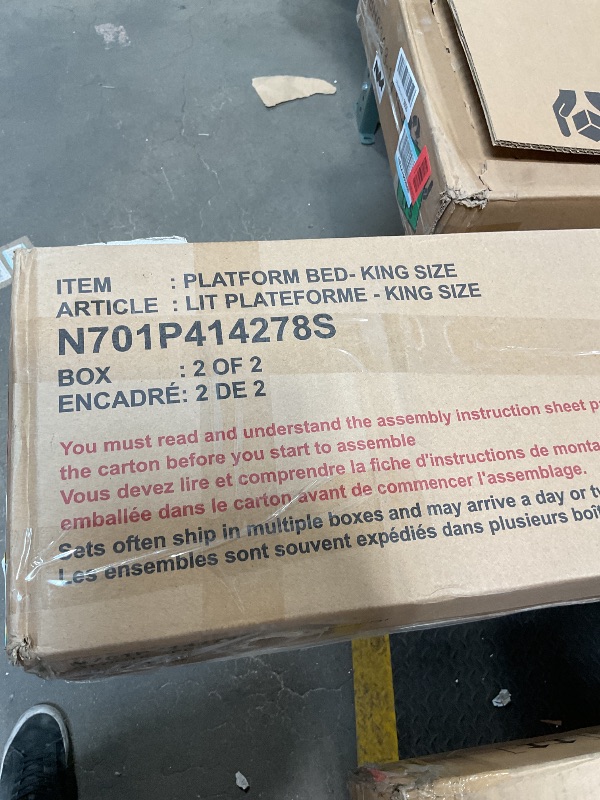 ITEM : PLATFORM BED- KING SIZE
ARTICLE : LIT PLATEFORME - KING SIZE
N701P414278S
BOX : 2 OF 2
ENCADRÉ: 2 DE 2
You must read and understand the assembly instruction sheet
the carton before you start to assemble
Vous devez lire et comprendre la fiche d'instructions de
emballée dans le carton avant de commencer l'assemblage.
Sets often ship in multiple boxes and may arrive a day or
Les ensembles sont souvent expédiés dans plusieurs